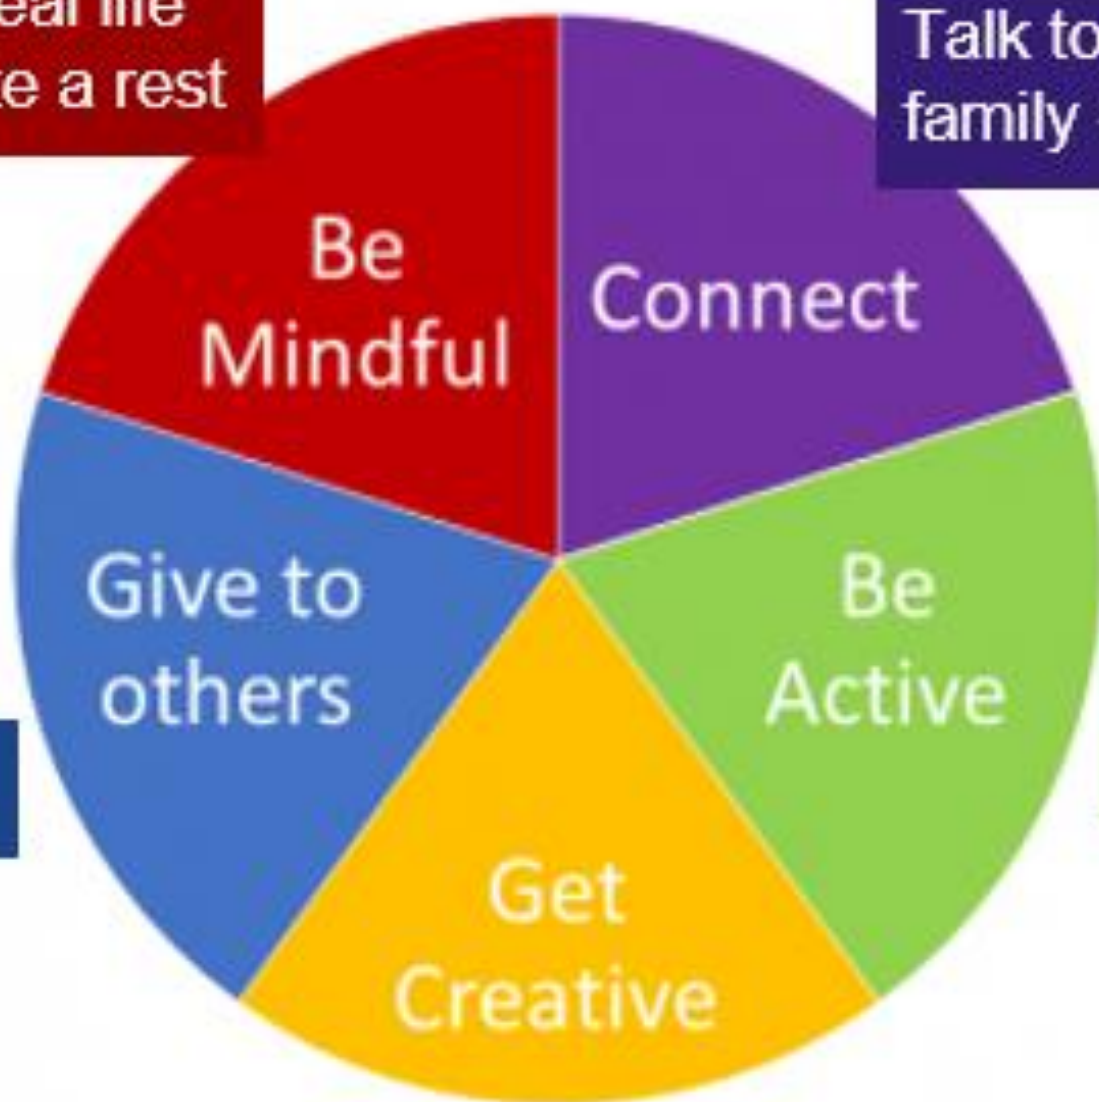 a rest
Talk to
family
Be
Mindful
Connect
Give to
others
Be
Active
Get
Creative